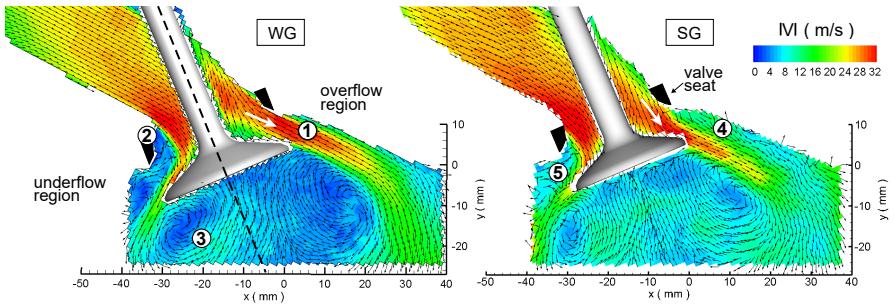 WG
overflow
region
1
2
underflow
region
3
10
0
-10
-20
y ( mm )
-50 -40 -30 -20 -10 0 10 20 30 40
x ( mm )
SG
valve
seat
4
5
10
0
-10
-20
y ( mm )
-50 -40 -30 -20 -10 0 10 20 30 40
x ( mm )
|V| ( m/s )
0 4 8 12 16 20 24 28 32